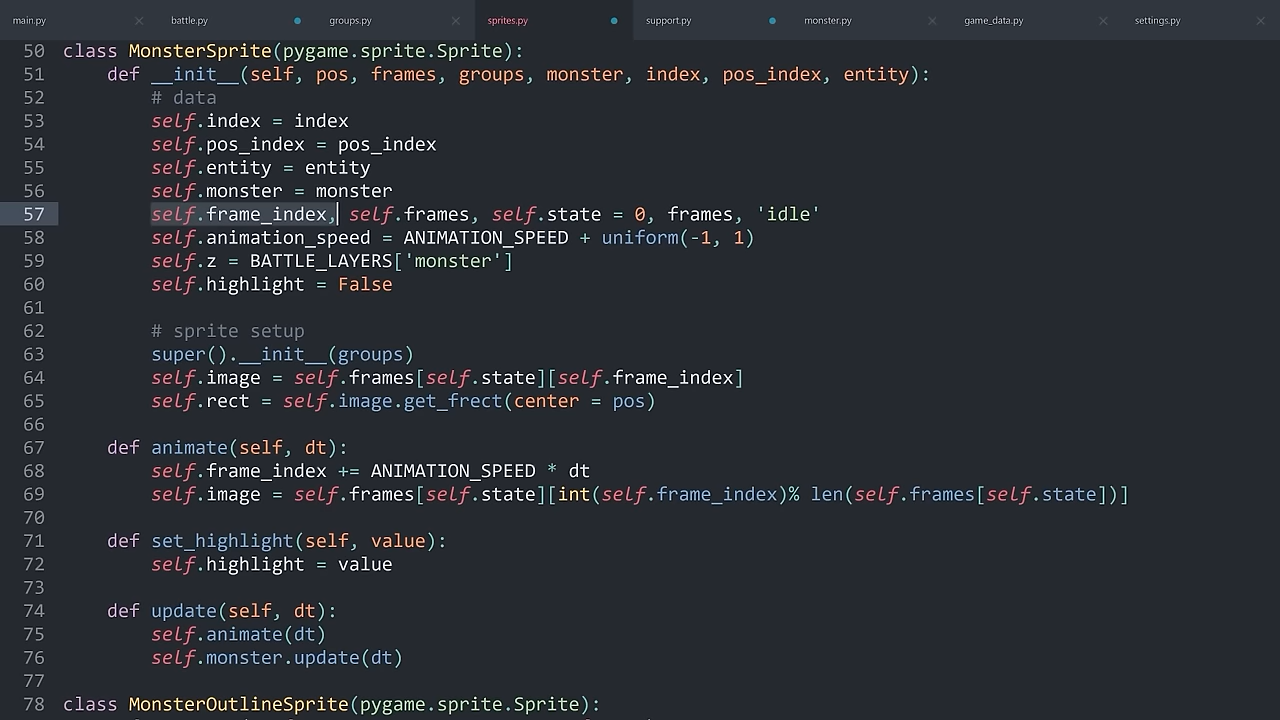 main.py battle.py groups.py sprites.py support.py monster.py game_data.py settings.py
50 class MonsterSprite(pygame.sprite.Sprite):
51     def __init__(self, pos, frames, groups, monster, index, pos_index, entity):
52         # data
53         self.index = index
54         self.pos_index = pos_index
55         self.entity = entity
56         self.monster = monster
57         self.frame_index, self.frames, self.state = 0, frames, 'idle'
58         self.animation_speed = ANIMATION_SPEED + uniform(-1, 1)
59         self.z = BATTLE_LAYERS['monster']
60         self.highlight = False
61
62         # sprite setup
63         super().__init__(groups)
64         self.image = self.frames[self.state][self.frame_index]
65         self.rect = self.image.get_frect(center = pos)
66
67     def animate(self, dt):
68         self.frame_index += ANIMATION_SPEED * dt
69         self.image = self.frames[self.state][int(self.frame_index)% len(self.frames[self.state])]
70
71     def set_highlight(self, value):
72         self.highlight = value
73
74     def update(self, dt):
75         self.animate(dt)
76         self.monster.update(dt)
77
78 class MonsterOutlineSprite(pygame.sprite.Sprite):